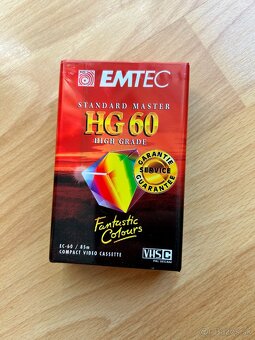 EMTEC
STANDARD MASTER
HG 60
HIGH GRADE
GARANTIE
SERVICE
GUARANTEE
Fantastic
Colours
EC-60 / 85m
COMPACT VIDEO CASSETTE
VHS C